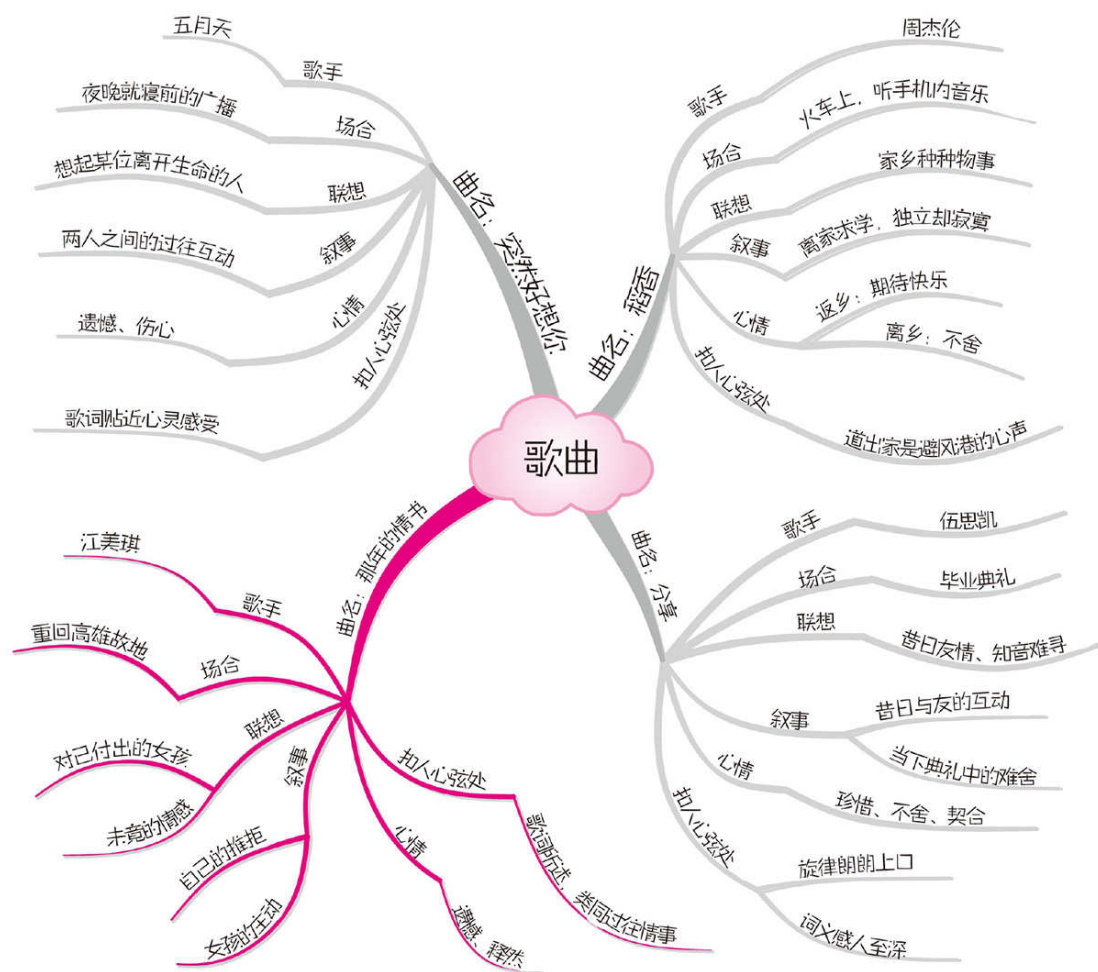 歌曲
曲名：突然好想你
歌手
五月天
场合
夜晚就寝前的广播
联想
想起某位离开生命的人
叙事
两人之间的过往互动
心情
遗憾、伤心
扣人心弦处
歌词贴近心灵感受
曲名：稻香
歌手
周杰伦
场合
火车上，听手机内音乐
联想
家乡种种物事
叙事
离家求学，独立却寂寞
心情
返乡：期待快乐
离乡：不舍
扣人心弦处
道出家是避风港的心声
曲名：那年的情书
歌手
江美琪
场合
重回高雄故地
联想
对己付出的女孩
未竟的情感
叙事
自己的推拒
女孩的主动
心情
遗憾、释然
扣人心弦处
歌词所述，类同过往情事
曲名：分享
歌手
伍思凯
场合
毕业典礼
联想
昔日友情、知音难寻
叙事
昔日与友的互动
当下典礼中的难舍
心情
珍惜、不舍、契合
扣人心弦处
旋律朗朗上口
词义感人至深